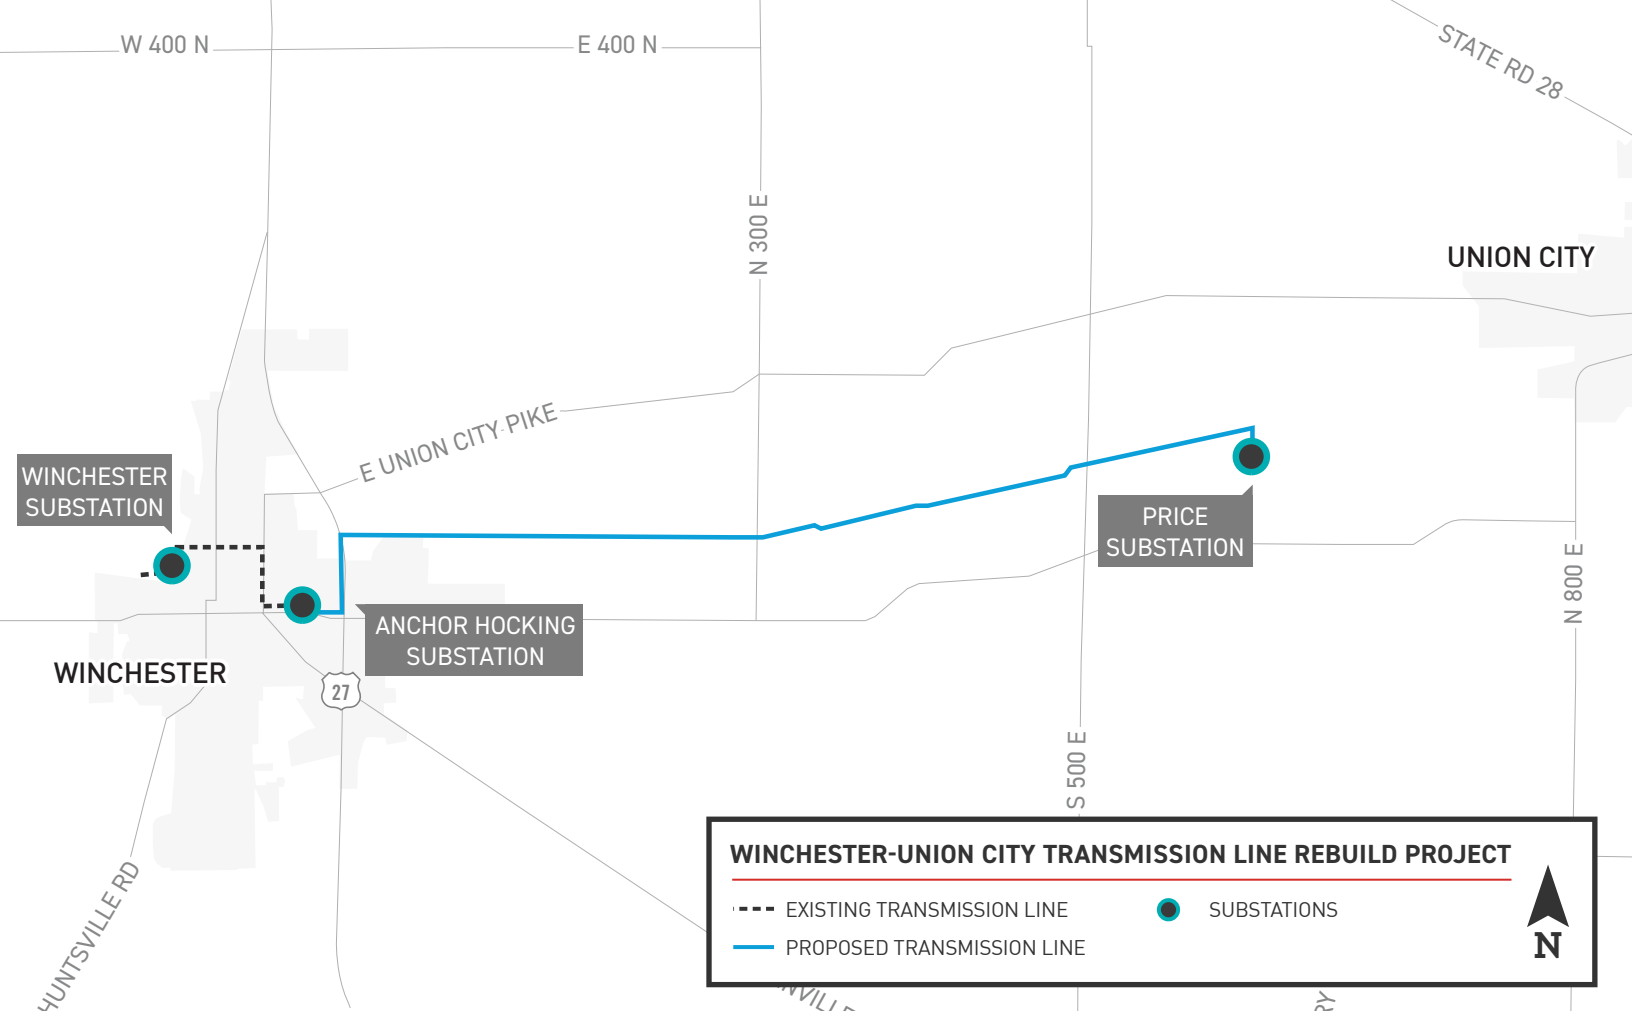 W 400 N
E 400 N
STATE RD 28
N 300 E
UNION CITY
E UNION CITY PIKE
WINCHESTER
SUBSTATION
PRICE
SUBSTATION
N 800 E
ANCHOR HOCKING
SUBSTATION
WINCHESTER
27
S 500 E
HUNTSVILLE RD
WINCHESTER-UNION CITY TRANSMISSION LINE REBUILD PROJECT
EXISTING TRANSMISSION LINE
SUBSTATIONS
PROPOSED TRANSMISSION LINE
N